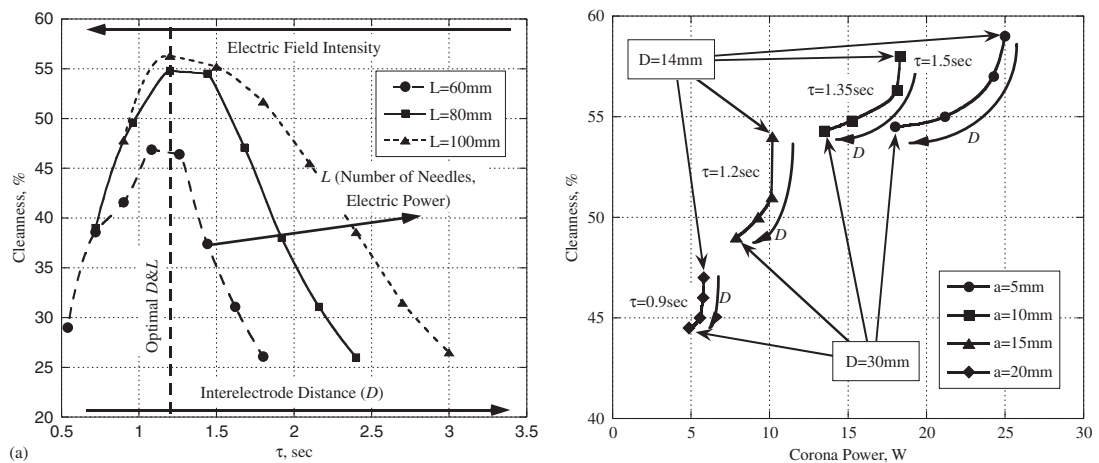 60
55
50
45
40
35
30
25
20
Cleanness, %
Electric Field Intensity
L=60mm
L=80mm
L=100mm
L (Number of Needles,
Electric Power)
Optimal D&L
Interelectrode Distance (D)
0.5 1 1.5 2 2.5 3 3.5
(a)
τ, sec
60
55
50
45
40
Cleanness, %
D=14mm
τ=1.5sec
τ=1.35sec
D
D
τ=1.2sec
D
τ=0.9sec
D
D=30mm
a=5mm
a=10mm
a=15mm
a=20mm
0 5 10 15 20 25 30
Corona Power, W